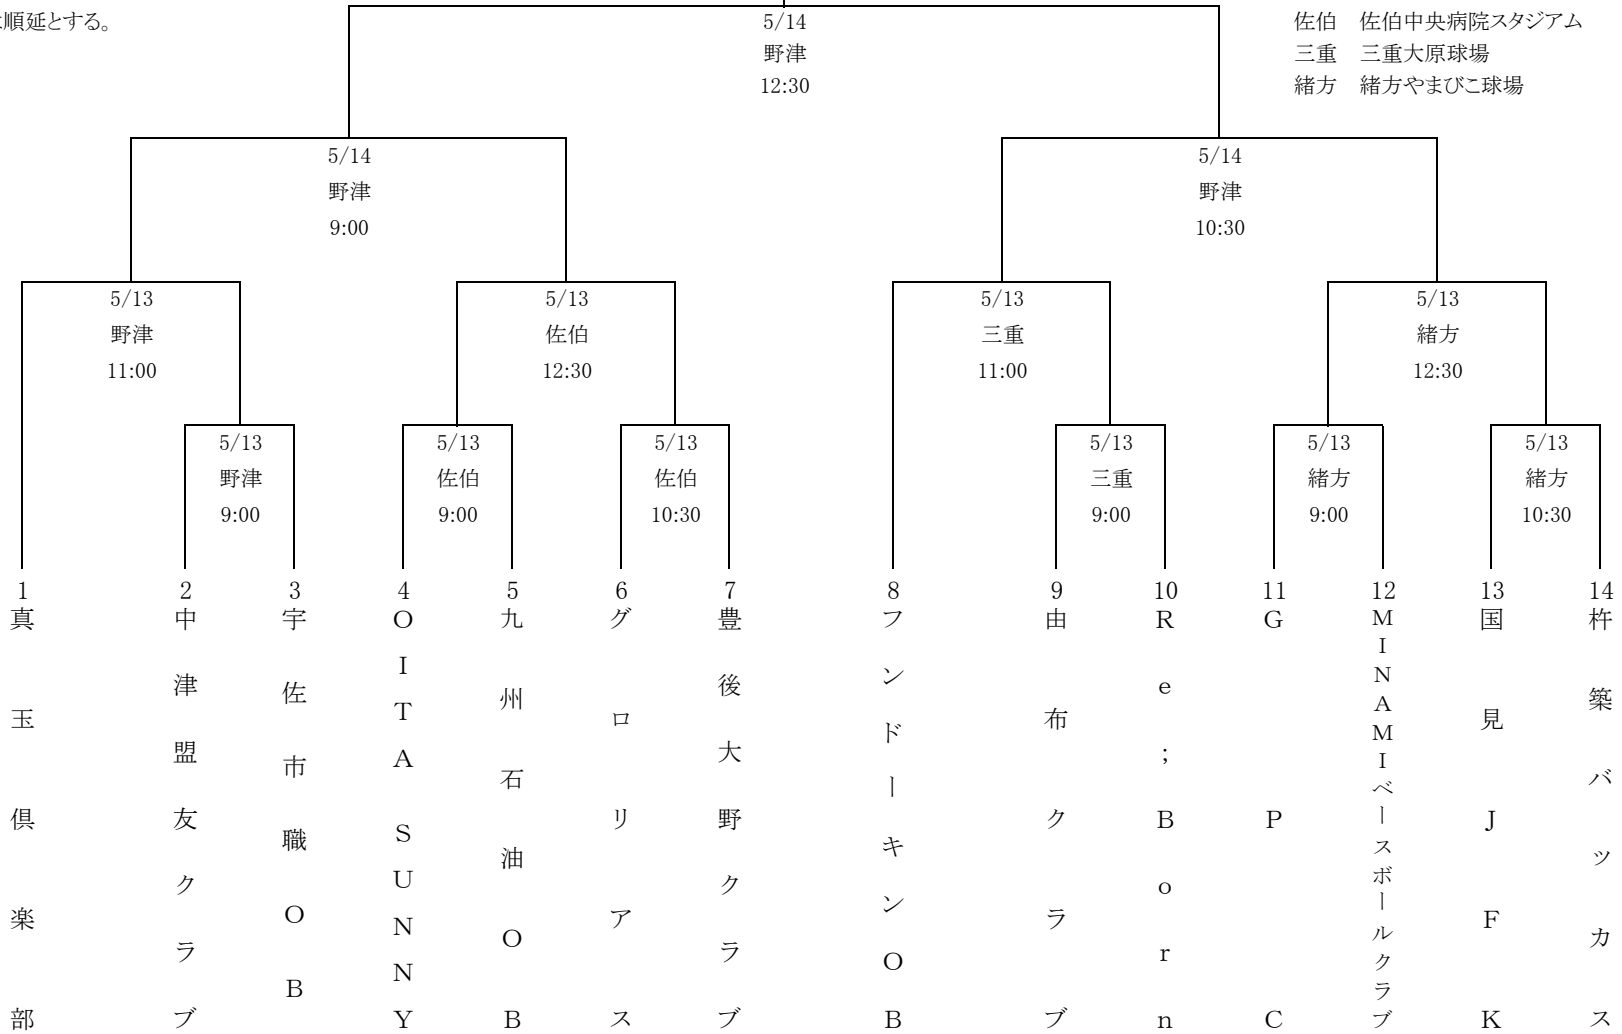 は順延とする。
5/14
野津
12:30
佐伯　佐伯中央病院スタジアム
三重　三重大原球場
緒方　緒方やまびこ球場
5/14
野津
9:00
5/14
野津
10:30
5/13
野津
11:00
5/13
佐伯
12:30
5/13
三重
11:00
5/13
緒方
12:30
5/13
野津
9:00
5/13
佐伯
9:00
5/13
佐伯
10:30
5/13
三重
9:00
5/13
緒方
9:00
5/13
緒方
10:30
1
真玉倶楽部
2
中津盟友クラブ
3
宇佐市職OB
4
OITA SUNNY
5
九州石油OB
6
グロリアス
7
豊後大野クラブ
8
フンドーキンOB
9
由布クラブ
10
Re;Born
11
GPC
12
MINAMIベースボールクラブ
13
国見JFK
14
杵築バッカス